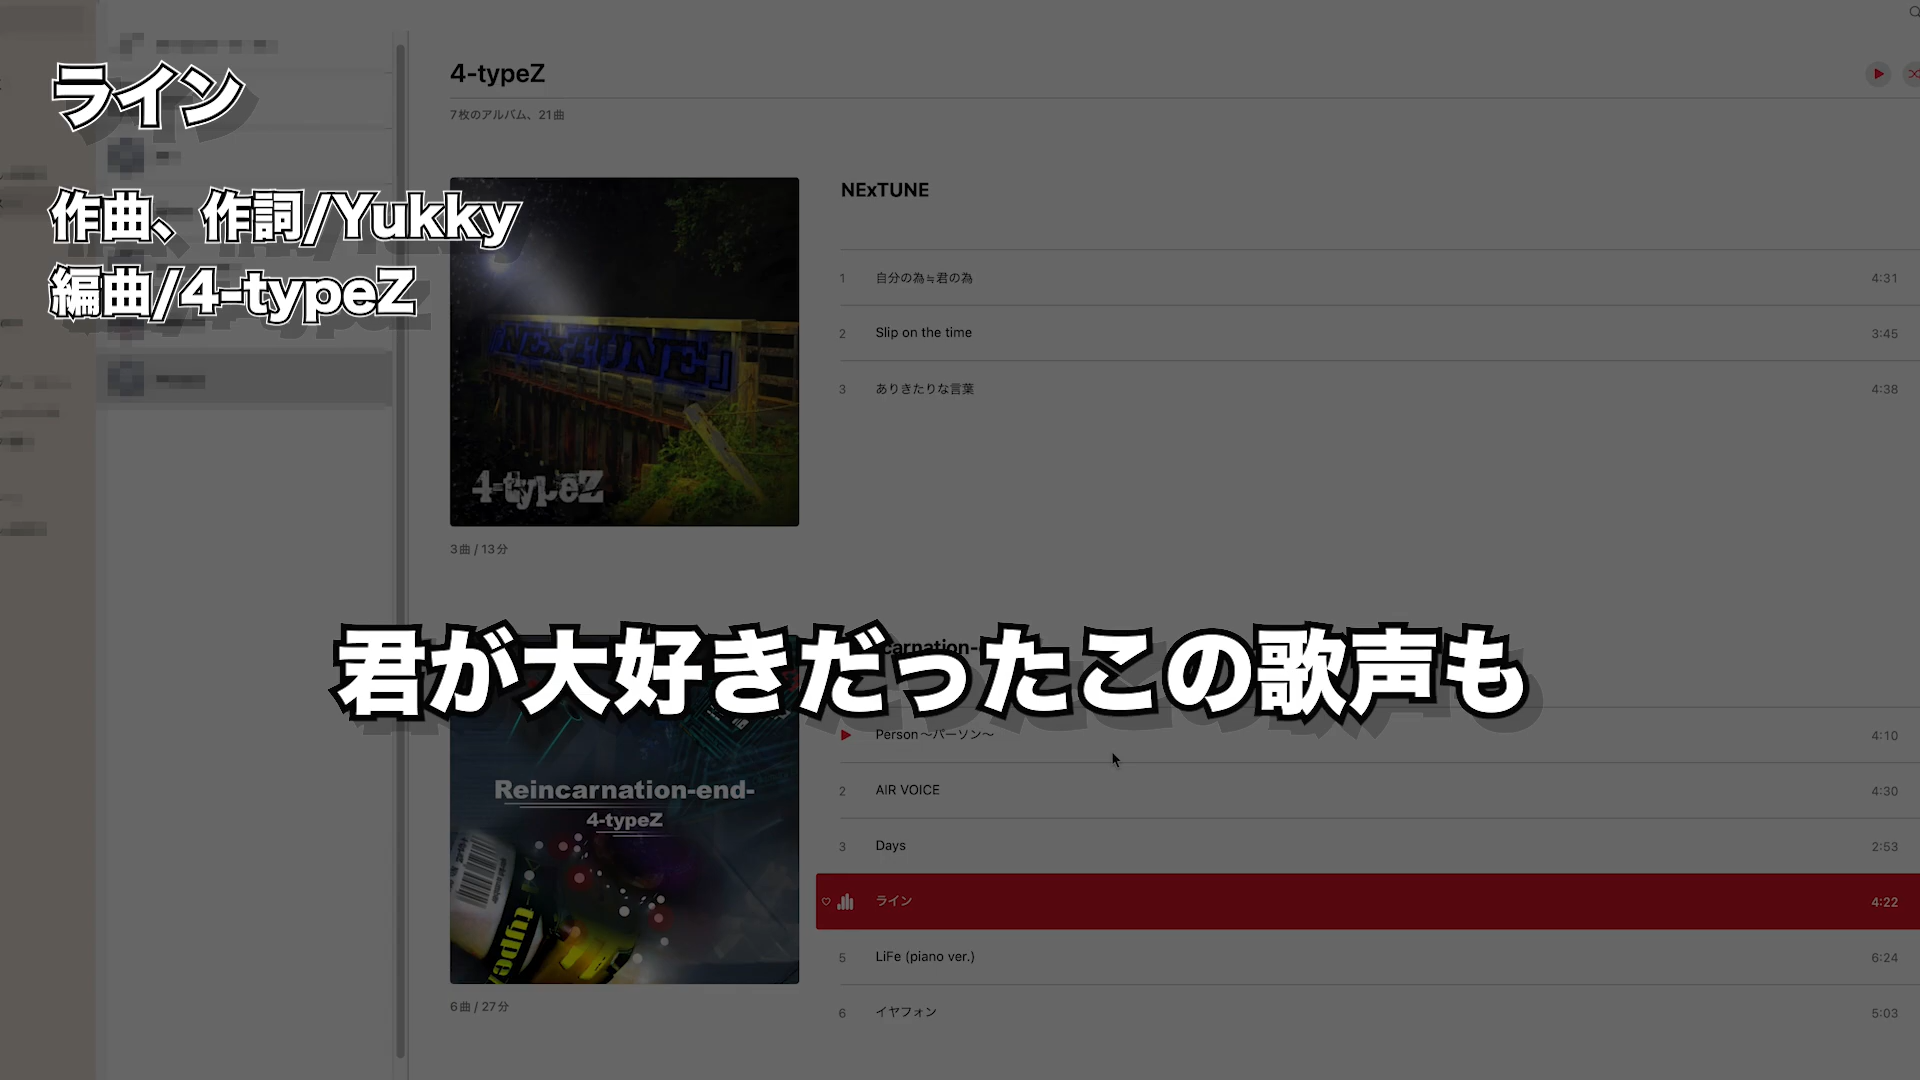 ライン
作曲、作詞/Yukky
編曲/4-typeZ
4-typeZ
7枚のアルバム、21曲
「NExTUNE」
4-typeZ
3曲 / 13分
NExTUNE
1 自分の為≒君の為 4:31
2 Slip on the time 3:45
3 ありきたりな言葉 4:38
君が大好きだったこの歌声も
Reincarnation-end-
4-typeZ
type
6曲 / 27分
Person〜パーソン〜 4:10
2 AIR VOICE 4:30
3 Days 2:53
ライン 4:22
5 LiFe (piano ver.) 6:24
6 イヤフォン 5:03